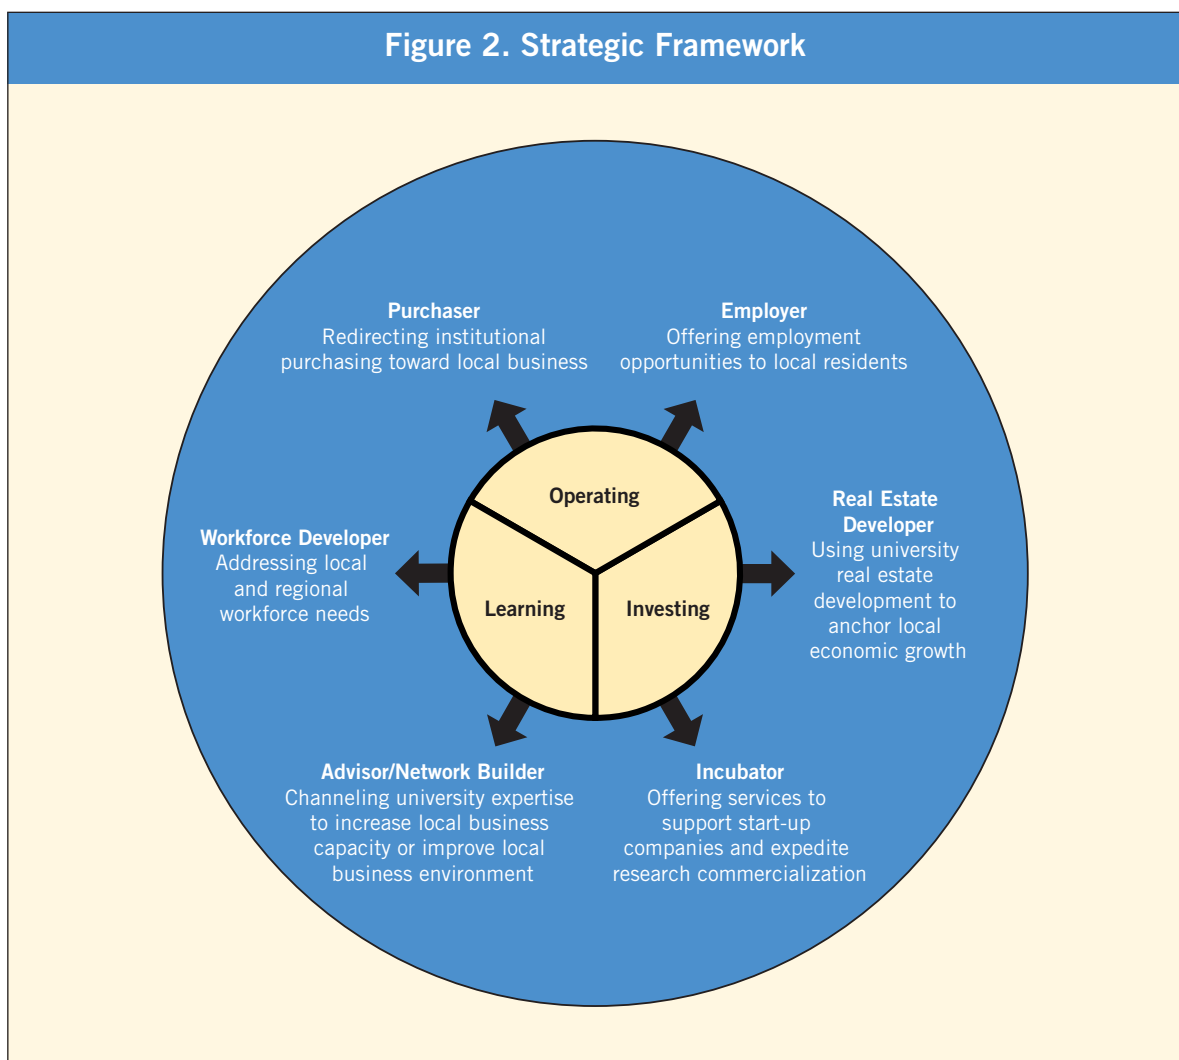 Figure 2. Strategic Framework
Purchaser
Redirecting institutional
purchasing toward local business
Employer
Offering employment
opportunities to local residents
Operating
Workforce Developer
Addressing local
and regional
workforce needs
Real Estate
Developer
Using university
real estate
development to
anchor local
economic growth
Learning
Investing
Advisor/Network Builder
Channeling university expertise
to increase local business
capacity or improve local
business environment
Incubator
Offering services to
support start-up
companies and expedite
research commercialization